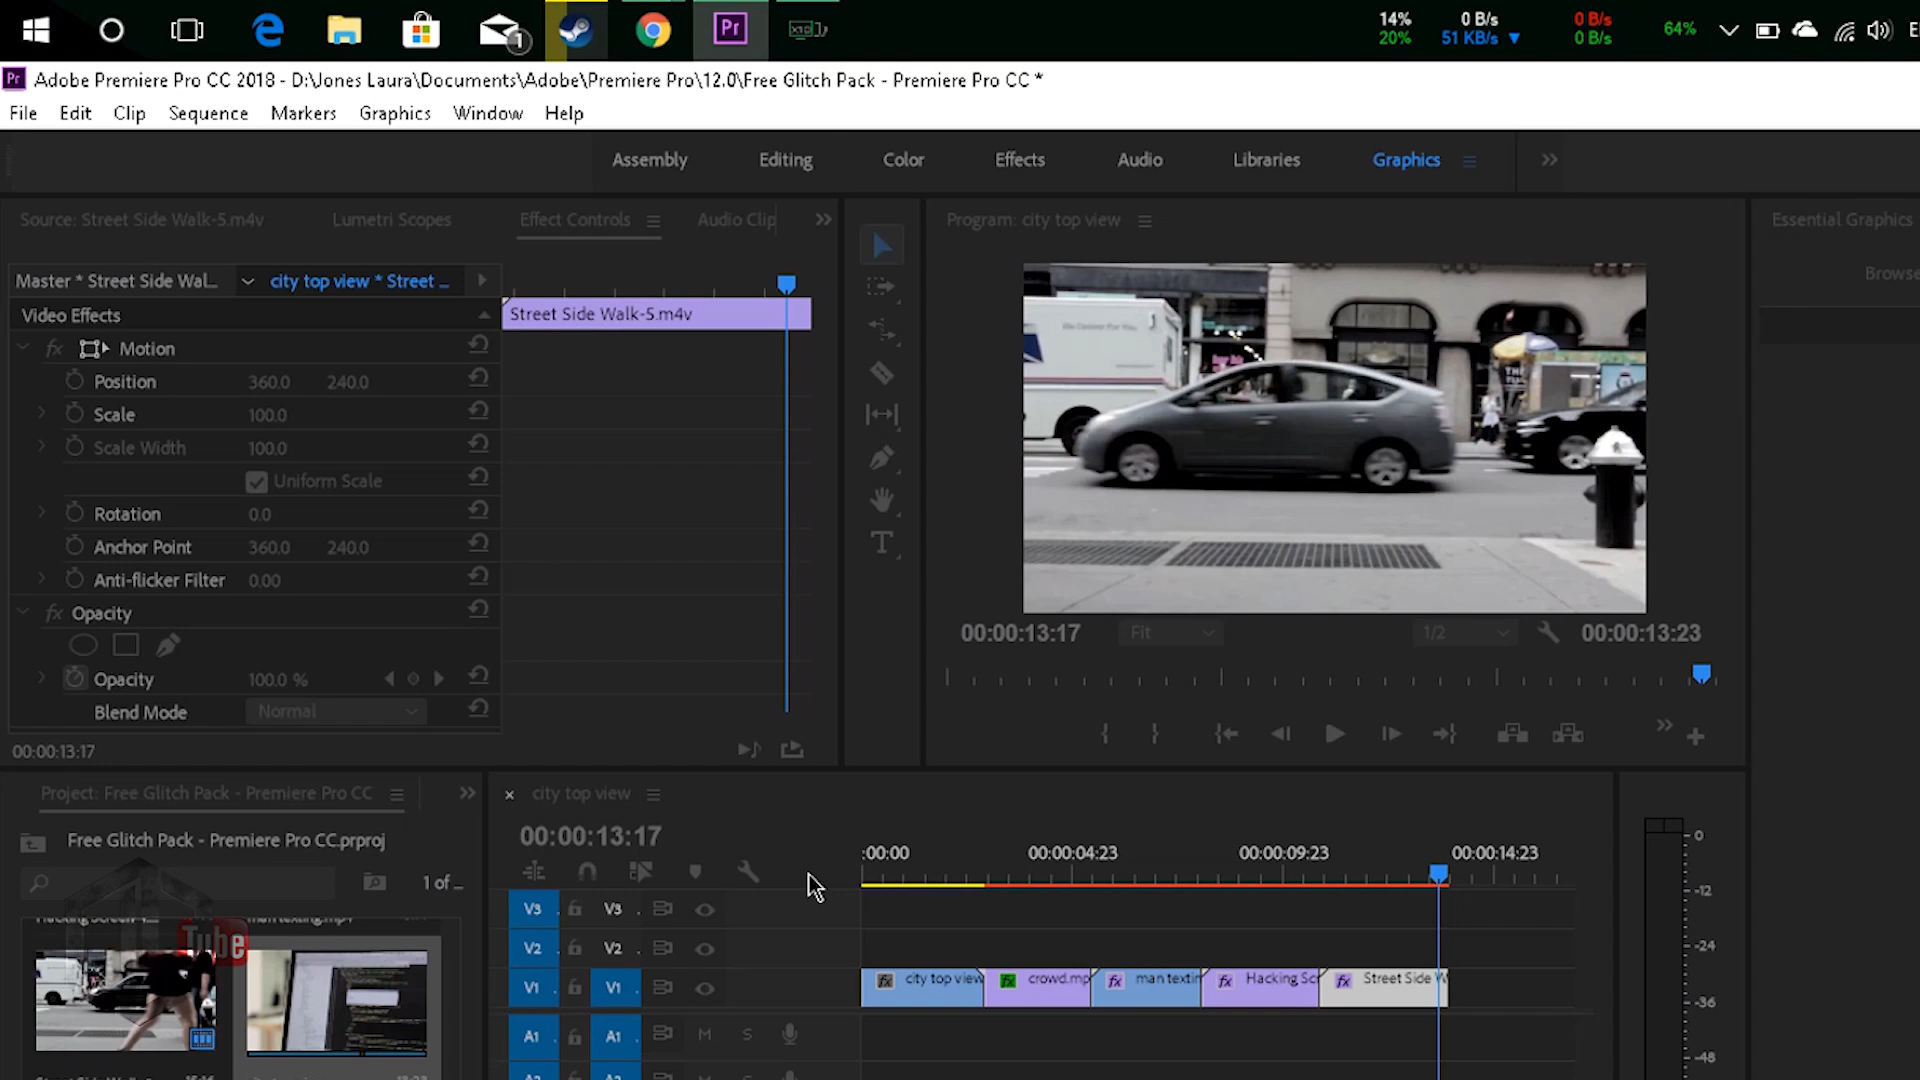 14% 0 B/s 0 B/s
20% 51 KB/s 0 B/s 64%
Adobe Premiere Pro CC 2018 - D:\Jones Laura\Documents\Adobe\Premiere Pro\12.0\Free Glitch Pack - Premiere Pro CC *
File Edit Clip Sequence Markers Graphics Window Help
Assembly Editing Color Effects Audio Libraries Graphics
Source: Street Side Walk-5.m4v Lumetri Scopes Effect Controls Audio Clip
Program: city top view
Essential Graphics
Browse
Master * Street Side Wal... city top view * Street ...
Video Effects
Street Side Walk-5.m4v
fx Motion
Position 360.0 240.0
Scale 100.0
Scale Width 100.0
Uniform Scale
Rotation 0.0
Anchor Point 360.0 240.0
Anti-flicker Filter 0.00
fx Opacity
Opacity 100.0 %
Blend Mode Normal
00:00:13:17
00:00:13:17 Fit 1/2 00:00:13:23
Project: Free Glitch Pack - Premiere Pro CC
Free Glitch Pack - Premiere Pro CC.prproj
1 of ...
Tube
city top view
00:00:13:17
:00:00 00:00:04:23 00:00:09:23 00:00:14:23
V3 V3
V2 V2
V1 V1
fx city top view fx crowd.mp fx man textin fx Hacking Scr fx Street Side W
A1 A1 M S
0
-12
-24
-36
-48